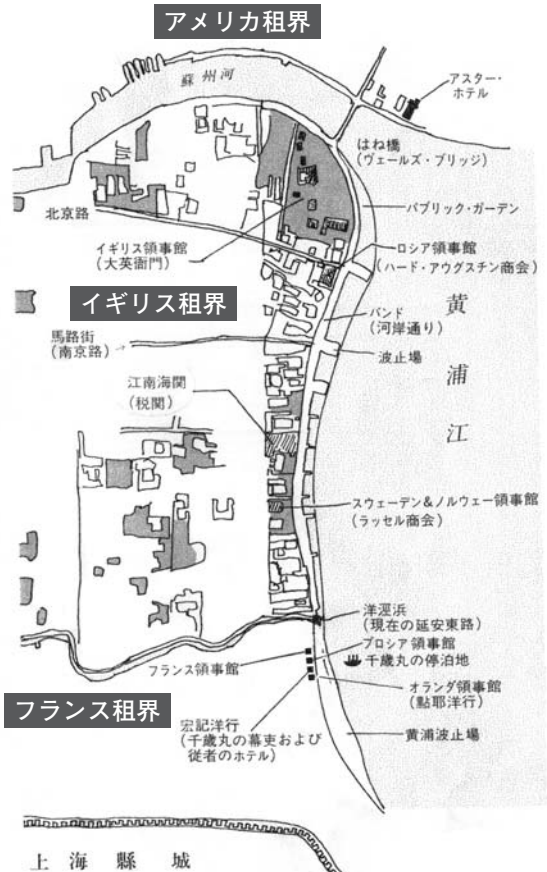 アメリカ租界
蘇州河
アスター・
ホテル
はね橋
(ヴェールズ・ブリッジ)
北京路
パブリック・ガーデン
イギリス領事館
(大英衙門)
ロシア領事館
(ハード・アウグスチン商会)
イギリス租界
バンド
(河岸通り)
黄浦江
馬路街
(南京路)
波止場
江南海関
(税関)
スウェーデン&ノルウェー領事館
(ラッセル商会)
洋涇浜
(現在の延安東路)
プロシア領事館
フランス領事館
千歳丸の停泊地
フランス租界
オランダ領事館
(點耶洋行)
宏記洋行
(千歳丸の幕吏および
従者のホテル)
黄浦波止場
上海縣城